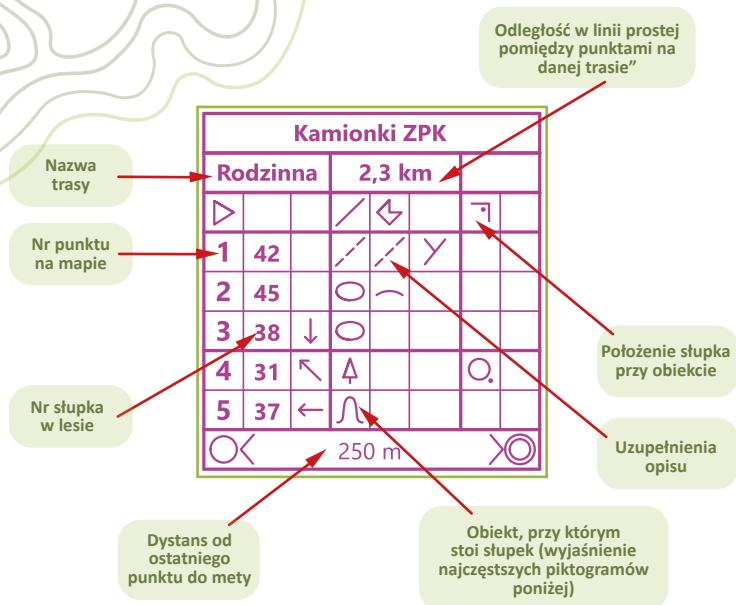 Odległość w linii prostej
pomiędzy punktami na
danej trasie”
Kamionki ZPK
Nazwa
trasy
Rodzinna 2,3 km
Nr punktu
na mapie
1 42
2 45
3 38
4 31
5 37
250 m
Nr słupka
w lesie
Położenie słupka
przy obiekcie
Uzupełnienia
opisu
Dystans od
ostatniego
punktu do mety
Obiekt, przy którym
stoi słupek (wyjaśnienie
najczęstszych piktogramów
poniżej)